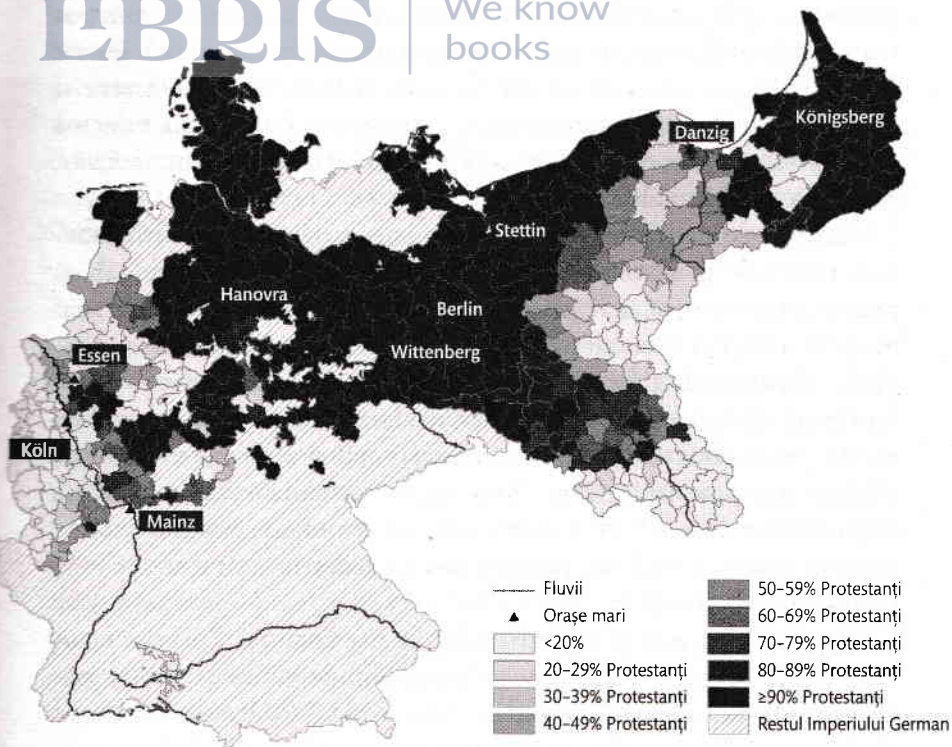 LIBRIS
We know
books
Danzig
Königsberg
Stettin
Hanovra
Berlin
Wittenberg
Essen
Köln
Mainz
Fluvii
Orașe mari
<20%
20–29% Protestanți
30–39% Protestanți
40–49% Protestanți
50–59% Protestanți
60–69% Protestanți
70–79% Protestanți
80–89% Protestanți
≥90% Protestanți
Restul Imperiului German